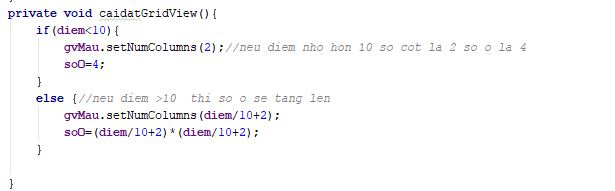 private void caidatGridView(){
if(diem<10){
gvMau.setNumColumns(2);//neu diem nho hon 10 so cot la 2 so o la 4
soO=4;
}
else {//neu diem >10 thi so o se tang len
gvMau.setNumColumns(diem/10+2);
soO=(diem/10+2)*(diem/10+2);
}
}